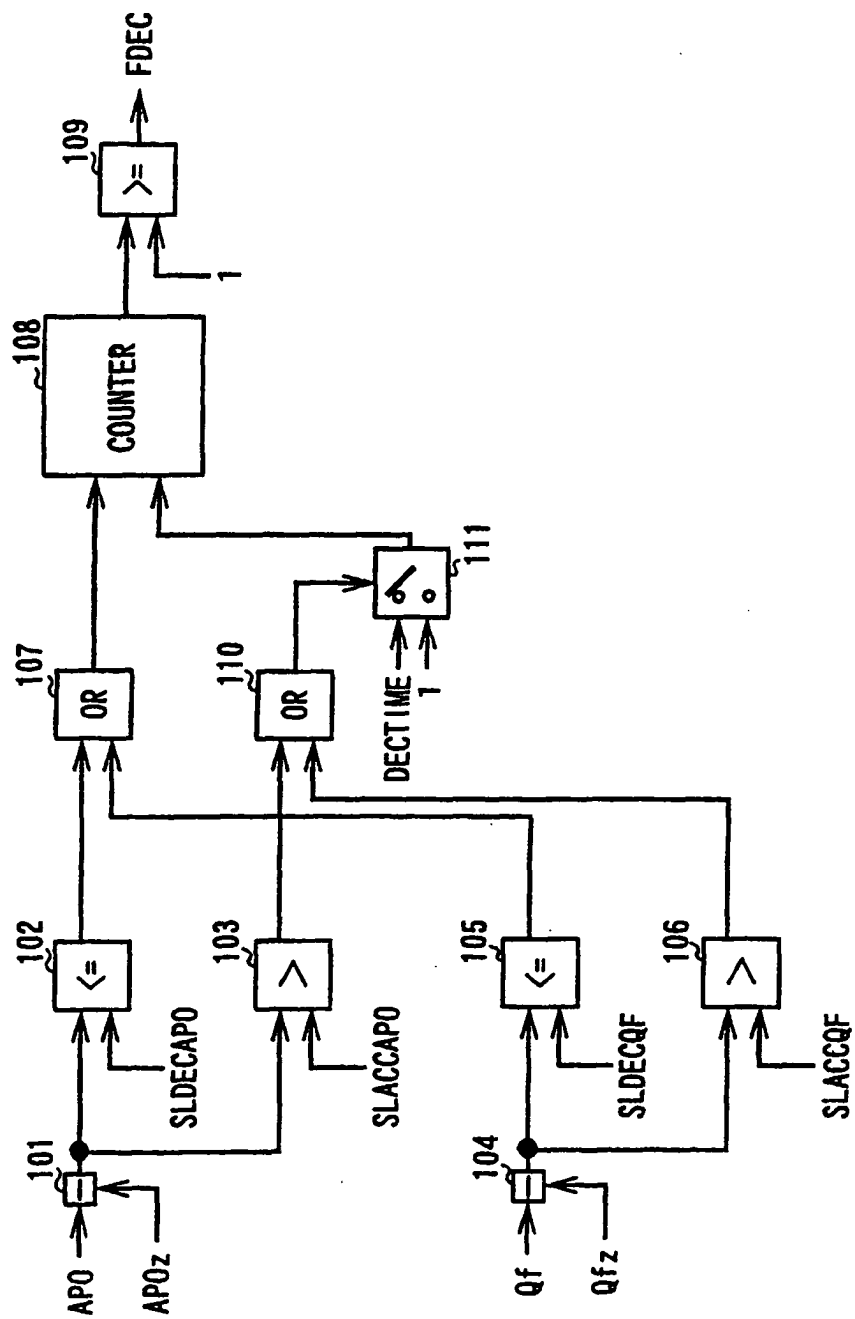 101
APO
APOz
102
<=
SLDECAPO
103
>
SLACCAPO
104
Qf
Qfz
105
<=
SLDECQF
106
>
SLACCQF
107
OR
110
OR
DECTIME
1
111
108
COUNTER
109
>=
1
FDEC